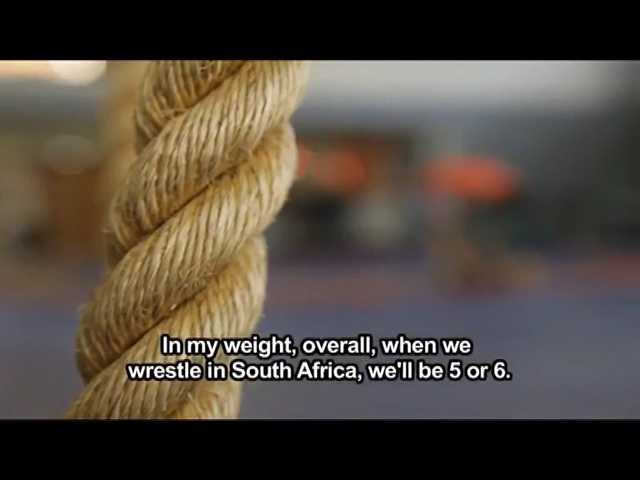 In my weight, overall, when we
wrestle in South Africa, we'll be 5 or 6.